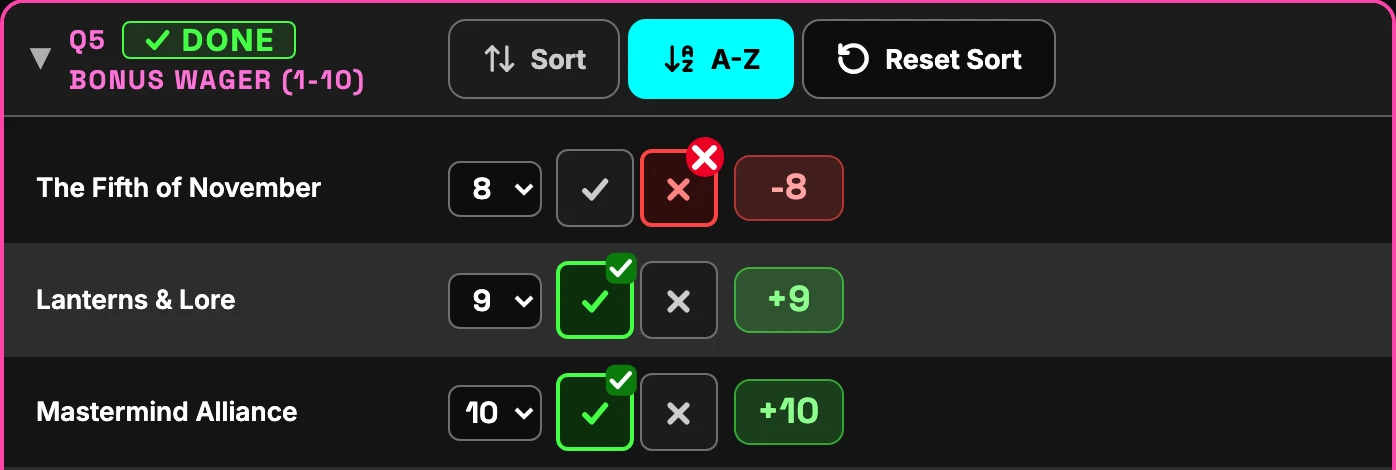 Q5 DONE
BONUS WAGER (1-10)
Sort
A-Z
Reset Sort
The Fifth of November 8 -8
Lanterns & Lore 9 +9
Mastermind Alliance 10 +10